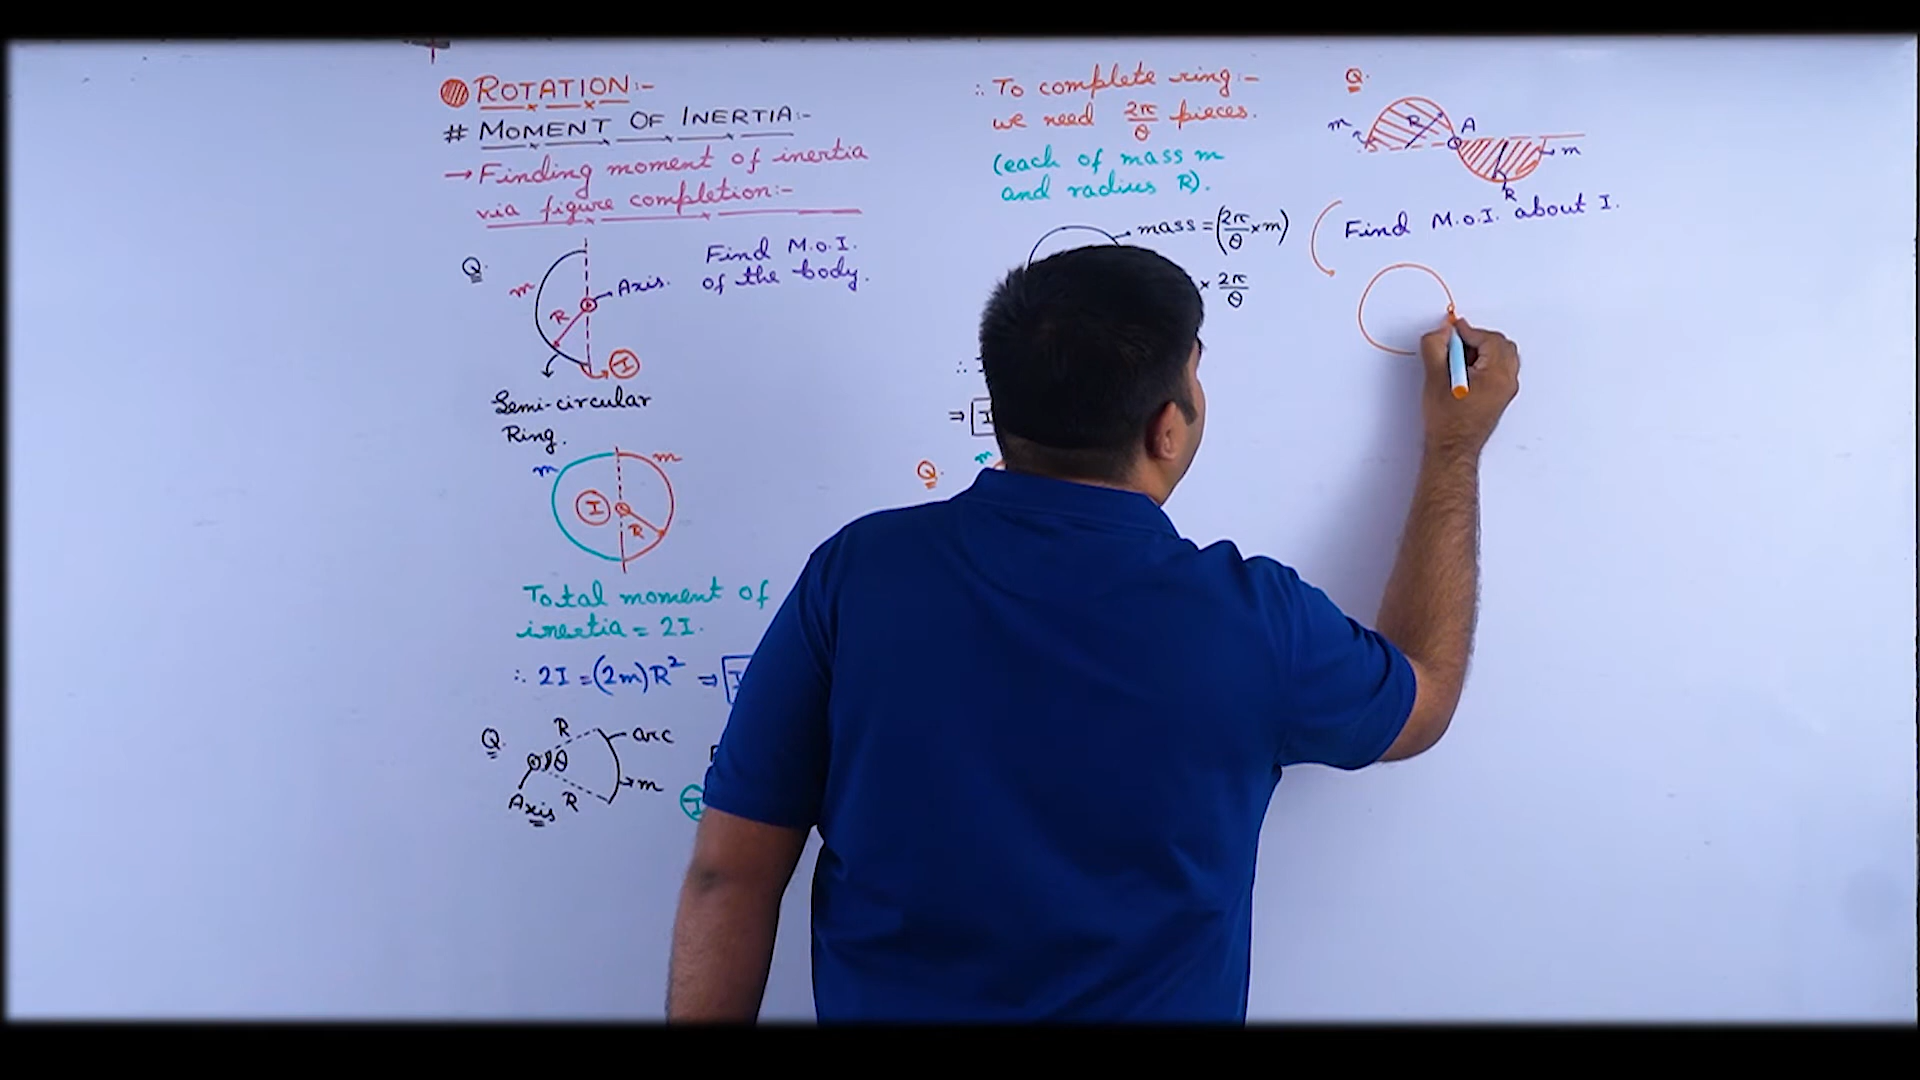 ROTATION:-
# MOMENT OF INERTIA:-
→ Finding moment of inertia
via figure completion:-
Q.
m
R
Axis.
I
Find M.o.I.
of the body.
Semi-circular
Ring.
m
m
I
R
Total moment of
inertia = 2I.
∴ 2I = (2m)R² ⇒
Q.
R
θ
R
Axis
arc
m
I
∴ To complete ring:-
we need 2π/θ pieces.
(each of mass m
and radius R).
mass = (2π/θ × m)
× 2π/θ
∴
⇒ I
Q.
m
Q.
m
R
A
m
R
Find M.o.I. about I.